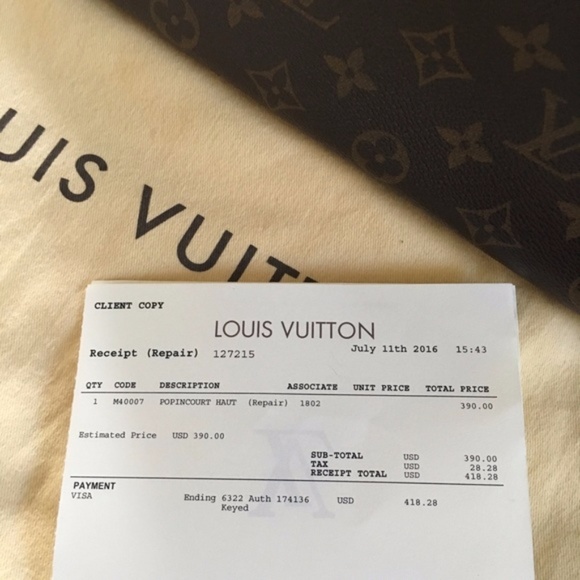 UIS VUIT
CLIENT COPY
LOUIS VUITTON
Receipt (Repair) 127215 July 11th 2016 15:43
QTY CODE DESCRIPTION ASSOCIATE UNIT PRICE TOTAL PRICE
1 M40007 POPINCOURT HAUT (Repair) 1802 390.00
Estimated Price USD 390.00
SUB-TOTAL USD 390.00
TAX USD 28.28
RECEIPT TOTAL USD 418.28
PAYMENT
VISA Ending 6322 Auth 174136 USD 418.28
Keyed